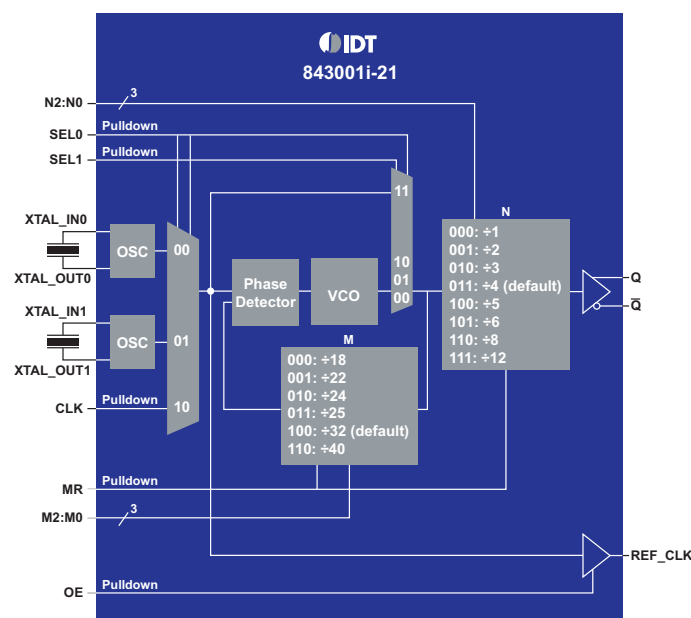 IDT
843001i-21
N2:N0
3
SEL0
Pulldown
SEL1
Pulldown
11
N
XTAL_IN0
OSC
00
XTAL_OUT0
000: ÷1
001: ÷2
010: ÷3
011: ÷4 (default)
100: ÷5
101: ÷6
110: ÷8
111: ÷12
Q
Q̅
10
01
00
Phase
Detector
VCO
XTAL_IN1
OSC
01
XTAL_OUT1
M
000: ÷18
001: ÷22
010: ÷24
011: ÷25
100: ÷32 (default)
110: ÷40
CLK
Pulldown
10
MR
Pulldown
M2:M0
3
REF_CLK
OE
Pulldown